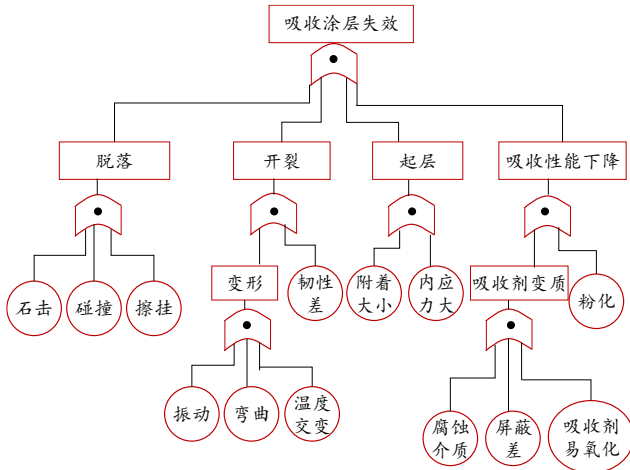 吸收涂层失效
脱落
开裂
起层
吸收性能下降
石击
碰撞
擦挂
变形
韧性
差
附着
大小
内应
力大
吸收剂变质
粉化
振动
弯曲
温度
交变
腐蚀
介质
屏蔽
差
吸收剂
易氧化